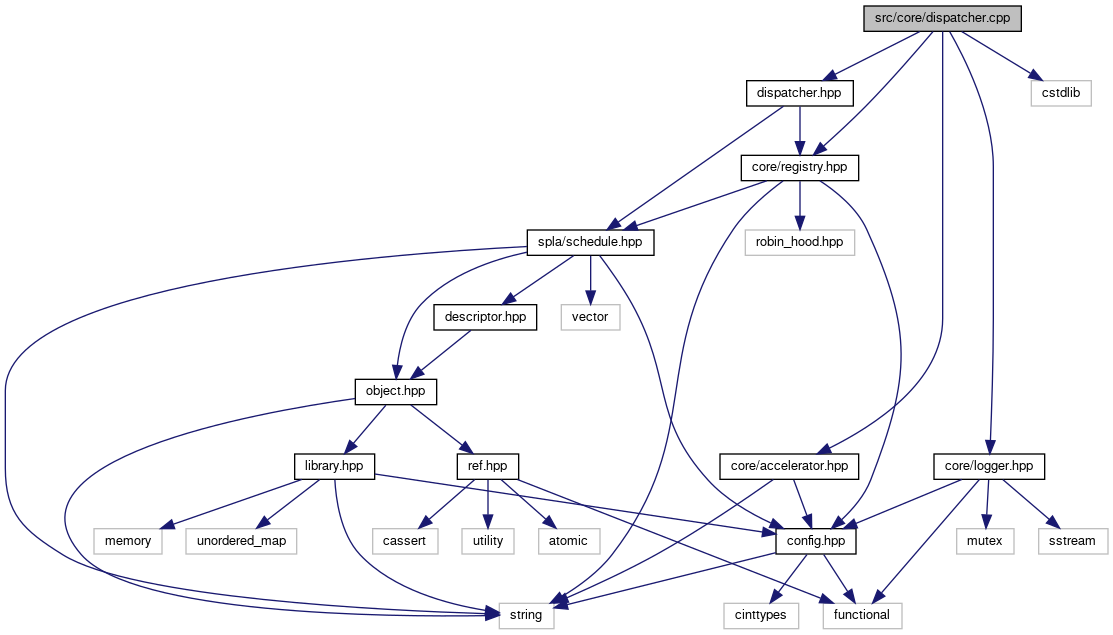 src/core/dispatcher.cpp
dispatcher.hpp
cstdlib
core/registry.hpp
spla/schedule.hpp
robin_hood.hpp
descriptor.hpp
vector
object.hpp
library.hpp
ref.hpp
core/accelerator.hpp
core/logger.hpp
memory
unordered_map
cassert
utility
atomic
config.hpp
mutex
sstream
string
cinttypes
functional